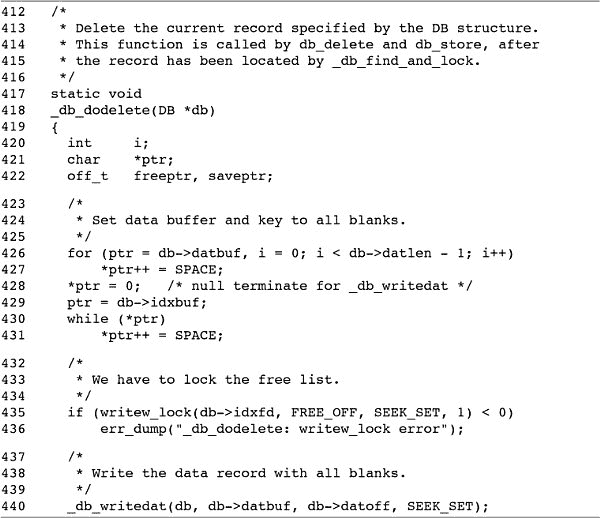 412 /*
413  * Delete the current record specified by the DB structure.
414  * This function is called by db_delete and db_store, after
415  * the record has been located by _db_find_and_lock.
416  */
417 static void
418 _db_dodelete(DB *db)
419 {
420   int     i;
421   char    *ptr;
422   off_t   freeptr, saveptr;
423   /*
424    * Set data buffer and key to all blanks.
425    */
426   for (ptr = db->datbuf, i = 0; i < db->datlen - 1; i++)
427       *ptr++ = SPACE;
428   *ptr = 0;   /* null terminate for _db_writedat */
429   ptr = db->idxbuf;
430   while (*ptr)
431       *ptr++ = SPACE;
432   /*
433    * We have to lock the free list.
434    */
435   if (writew_lock(db->idxfd, FREE_OFF, SEEK_SET, 1) < 0)
436       err_dump("_db_dodelete: writew_lock error");
437   /*
438    * Write the data record with all blanks.
439    */
440   _db_writedat(db, db->datbuf, db->datoff, SEEK_SET);